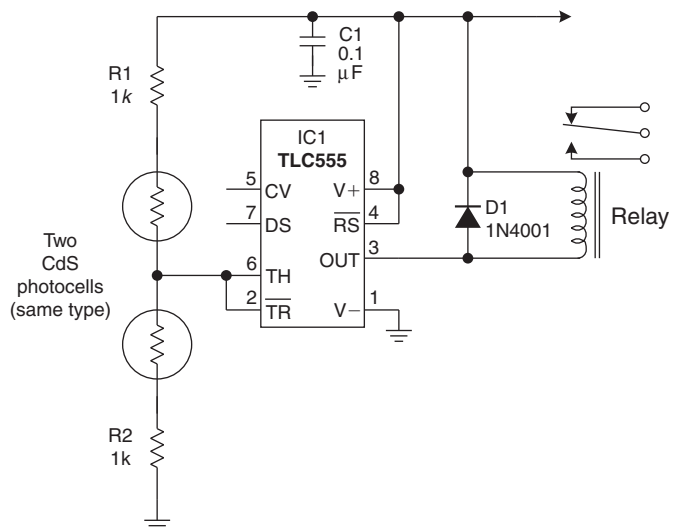 C1
0.1
μF
R1
1k
IC1
TLC555
5
CV
V+
8
7
DS
RS
4
OUT
3
6
TH
2
TR
V−
1
D1
1N4001
Relay
Two
CdS
photocells
(same type)
R2
1k